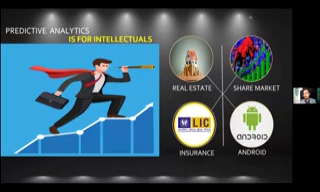 PREDICTIVE ANALYTICS
IS FOR INTELLECTUALS
REAL ESTATE
SHARE MARKET
LIC
INSURANCE
ANDROID
ANDROID